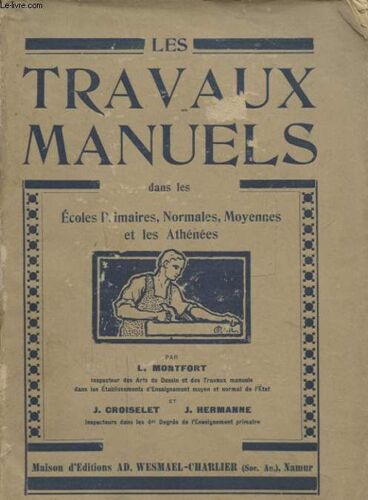 LES
TRAVAUX
MANUELS
dans les
Écoles P.imaires, Normales, Moyennes
et les Athénées
PAR
L. MONTFORT
Inspecteur des Arts du Dessin et des Travaux manuels
dans les Établissements d'Enseignement moyen et normal de l'État
ET
J. CROISELET J. HERMANNE
Inspecteurs dans les 4es Degrés de l'Enseignement primaire
Maison d'Éditions AD. WESMAEL-CHARLIER (Soc. An.), Namur
Le-livre.com